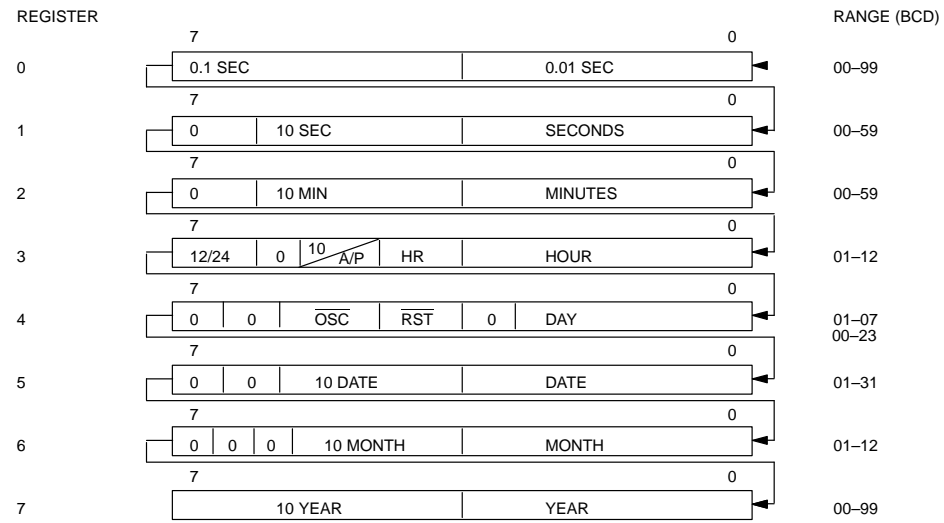 REGISTER RANGE (BCD)
7 0
0 0.1 SEC 0.01 SEC 00–99
7 0
1 0 10 SEC SECONDS 00–59
7 0
2 0 10 MIN MINUTES 00–59
7 0
3 12/24 0 10 A/P HR HOUR 01–12
7 0
4 0 0 OSC RST 0 DAY 01–07
00–23
7 0
5 0 0 10 DATE DATE 01–31
7 0
6 0 0 0 10 MONTH MONTH 01–12
7 0
7 10 YEAR YEAR 00–99